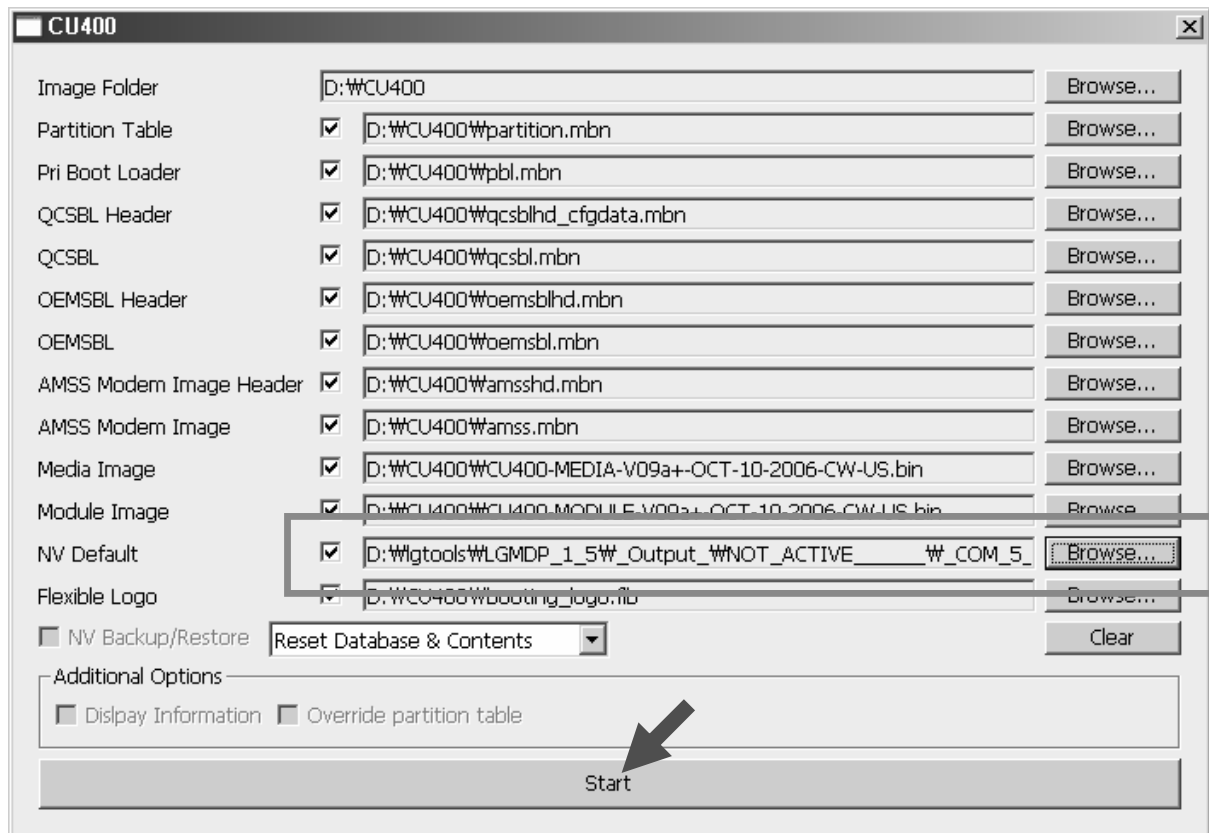 CU400
Image Folder D:₩CU400 Browse...
Partition Table D:₩CU400₩partition.mbn Browse...
Pri Boot Loader D:₩CU400₩pbl.mbn Browse...
QCSBL Header D:₩CU400₩qcsblhd_cfgdata.mbn Browse...
QCSBL D:₩CU400₩qcsbl.mbn Browse...
OEMSBL Header D:₩CU400₩oemsblhd.mbn Browse...
OEMSBL D:₩CU400₩oemsbl.mbn Browse...
AMSS Modem Image Header D:₩CU400₩amsshd.mbn Browse...
AMSS Modem Image D:₩CU400₩amss.mbn Browse...
Media Image D:₩CU400₩CU400-MEDIA-V09a+-OCT-10-2006-CW-US.bin Browse...
Module Image D:₩CU400₩CU400-MODULE-V09a+-OCT-10-2006-CW-US.bin Browse...
NV Default D:₩lgtools₩LGMDP_1_5₩_Output_₩NOT_ACTIVE______₩_COM_5_ Browse...
Flexible Logo D:₩CU400₩booting_logo.flb Browse...
NV Backup/Restore Reset Database & Contents Clear
Additional Options
Dislpay Information Override partition table
Start